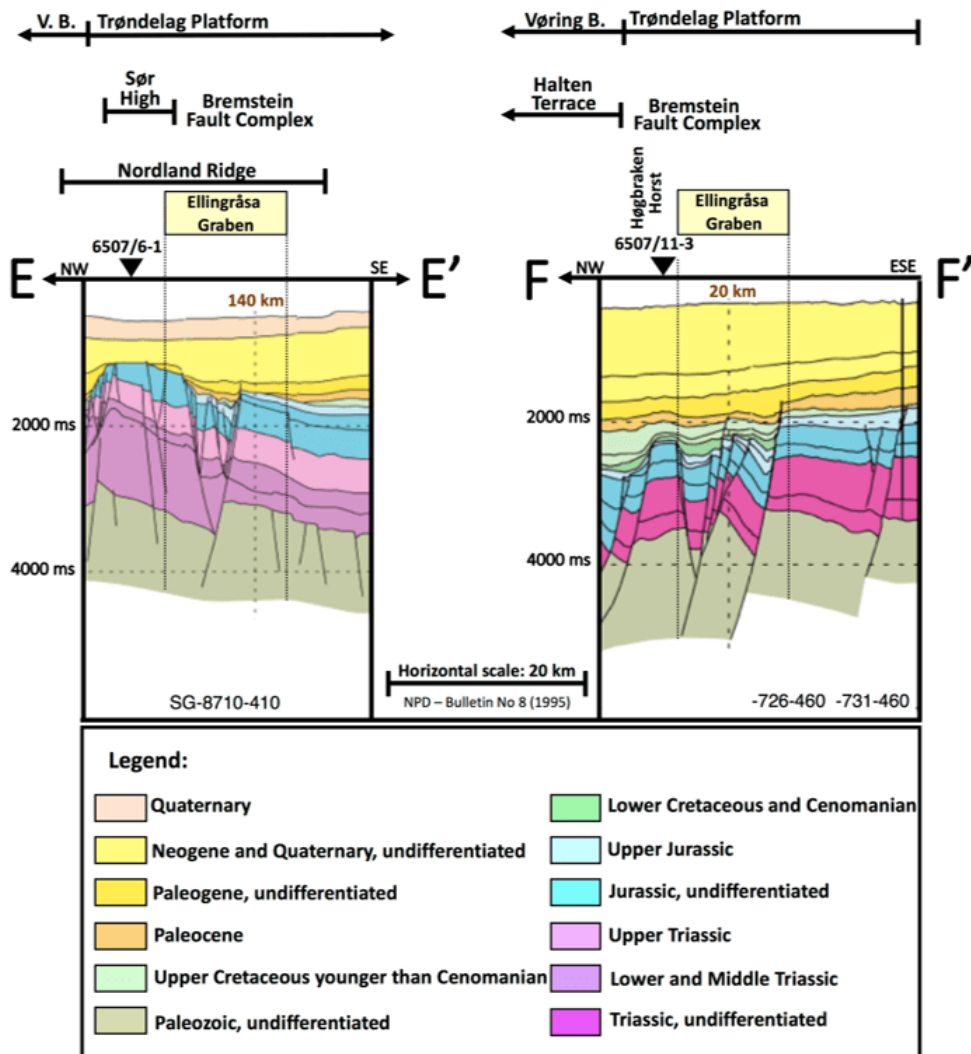 V. B.
Trøndelag Platform
Vøring B.
Trøndelag Platform
Sør
High
Bremstein
Fault Complex
Halten
Terrace
Bremstein
Fault Complex
Nordland Ridge
Høgbraken
Horst
Ellingråsa
Graben
Ellingråsa
Graben
6507/6-1
6507/11-3
E
NW
SE
E'
F
NW
ESE
F'
140 km
20 km
2000 ms
2000 ms
4000 ms
4000 ms
Horizontal scale: 20 km
SG-8710-410
NPD – Bulletin No 8 (1995)
-726-460
-731-460
Legend:
Quaternary
Neogene and Quaternary, undifferentiated
Paleogene, undifferentiated
Paleocene
Upper Cretaceous younger than Cenomanian
Paleozoic, undifferentiated
Lower Cretaceous and Cenomanian
Upper Jurassic
Jurassic, undifferentiated
Upper Triassic
Lower and Middle Triassic
Triassic, undifferentiated